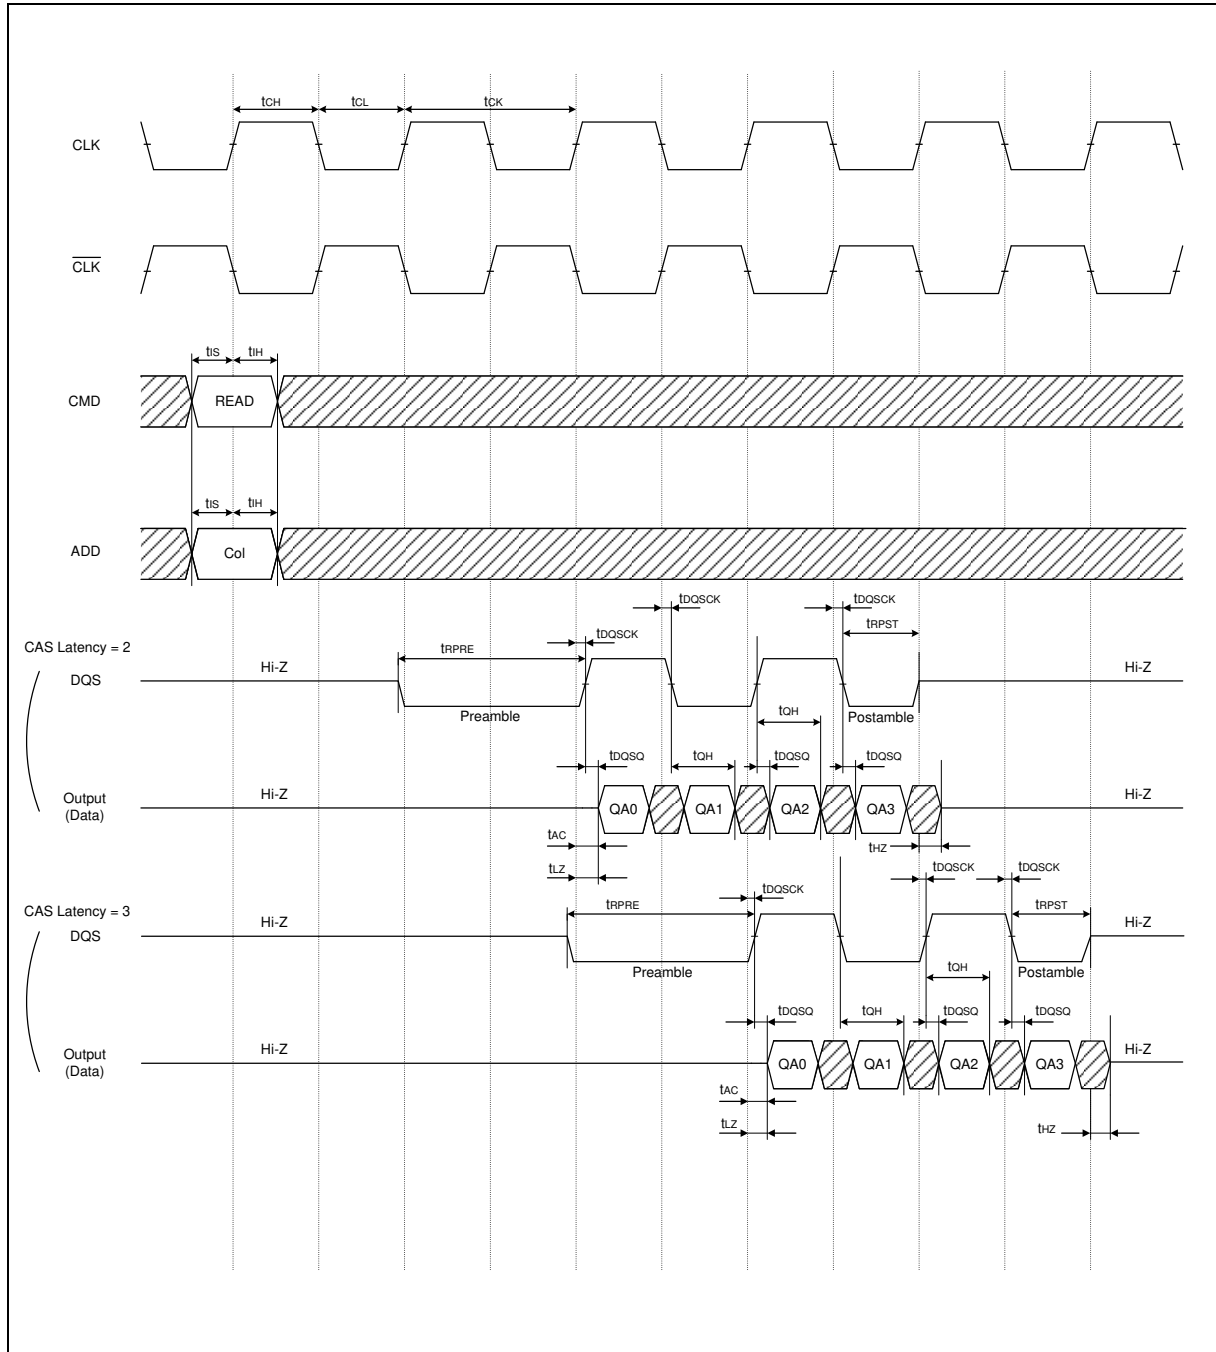 tCH tCL tCK
CLK
CLK
tIS tIH
CMD READ
tIS tIH
ADD Col
tDQSCK tDQSCK
tDQSCK tRPST
CAS Latency = 2
tRPRE
Hi-Z Hi-Z
DQS
Preamble Postamble
tQH
tDQSQ tQH tDQSQ tDQSQ
Output
(Data)
Hi-Z QA0 QA1 QA2 QA3 Hi-Z
tAC
tHZ
tLZ
tDQSCK tDQSCK tDQSCK
CAS Latency = 3
tRPRE tRPST
Hi-Z Hi-Z
DQS
Preamble Postamble
tQH
tDQSQ tQH tDQSQ tDQSQ
Output
(Data)
Hi-Z QA0 QA1 QA2 QA3 Hi-Z
tAC
tLZ tHZ